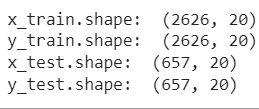 x_train.shape:  (2626, 20)
y_train.shape:  (2626, 20)
x_test.shape:  (657, 20)
y_test.shape:  (657, 20)